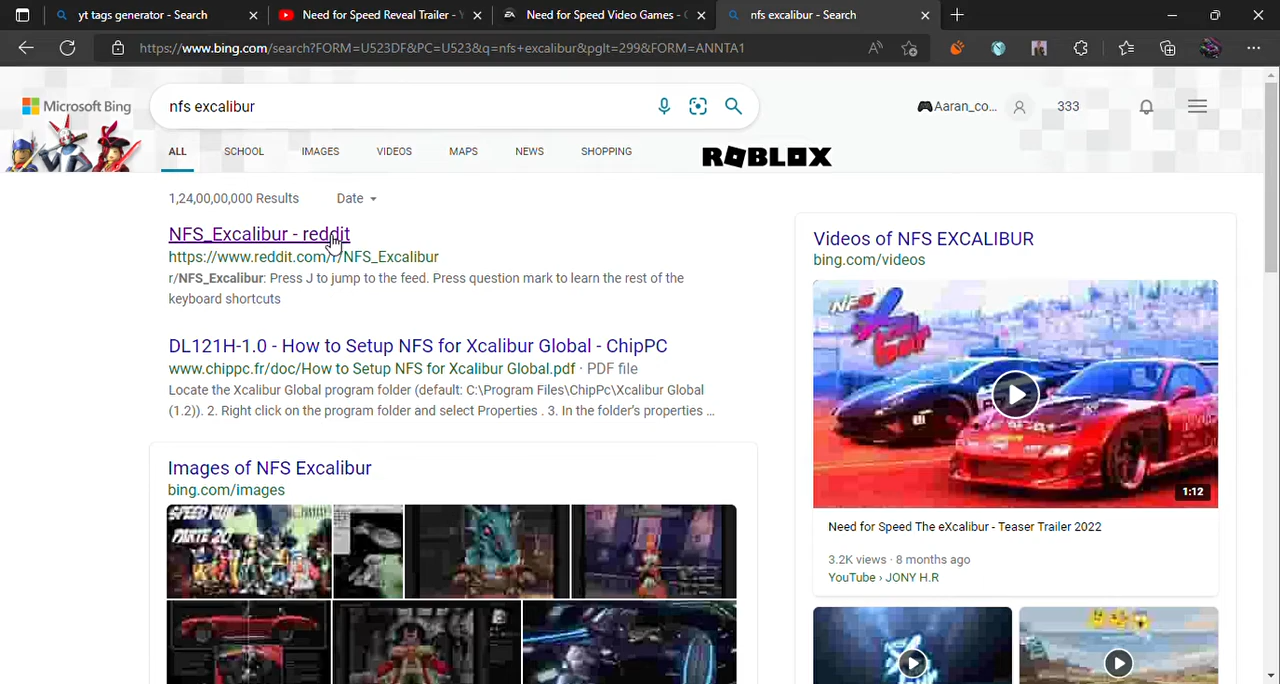 yt tags generator - Search
Need for Speed Reveal Trailer -
Need for Speed Video Games -
nfs excalibur - Search
https://www.bing.com/search?FORM=U523DF&PC=U523&q=nfs+excalibur&pglt=299&FORM=ANNTA1
Microsoft Bing
nfs excalibur
Aaran_co...
333
ALL
SCHOOL
IMAGES
VIDEOS
MAPS
NEWS
SHOPPING
ROBLOX
1,24,00,00,000 Results
Date
NFS_Excalibur - reddit
https://www.reddit.com/r/NFS_Excalibur
r/NFS_Excalibur: Press J to jump to the feed. Press question mark to learn the rest of the
keyboard shortcuts
DL121H-1.0 - How to Setup NFS for Xcalibur Global - ChipPC
www.chippc.fr/doc/How to Setup NFS for Xcalibur Global.pdf · PDF file
Locate the Xcalibur Global program folder (default: C:\Program Files\ChipPc\Xcalibur Global
(1.2)). 2. Right click on the program folder and select Properties . 3. In the folder's properties ...
Images of NFS Excalibur
bing.com/images
SPEED RUN
PARTE 20
Videos of NFS EXCALIBUR
bing.com/videos
NFS
1:12
Need for Speed The eXcalibur - Teaser Trailer 2022
3.2K views · 8 months ago
YouTube › JONY H.R